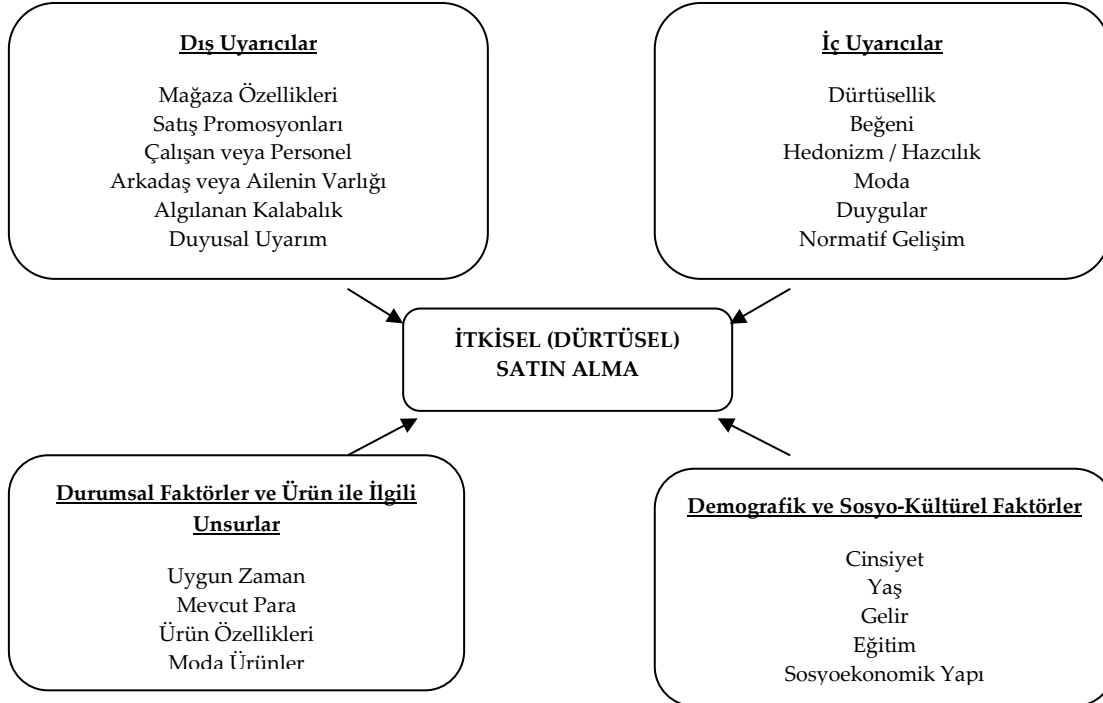 Dış Uyarıcılar
Mağaza Özellikleri
Satış Promosyonları
Çalışan veya Personel
Arkadaş veya Ailenin Varlığı
Algılanan Kalabalık
Duyusal Uyarım
İç Uyarıcılar
Dürtüsellik
Beğeni
Hedonizm / Hazcılık
Moda
Duygular
Normatif Gelişim
İTKİSEL (DÜRTÜSEL)
SATIN ALMA
Durumsal Faktörler ve Ürün ile İlgili
Unsurlar
Uygun Zaman
Mevcut Para
Ürün Özellikleri
Moda Ürünler
Demografik ve Sosyo-Kültürel Faktörler
Cinsiyet
Yaş
Gelir
Eğitim
Sosyoekonomik Yapı